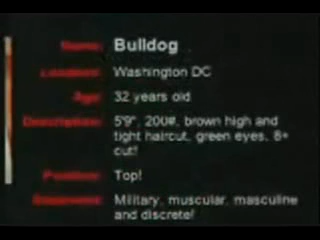 Name: Bulldog
Location: Washington DC
Age: 32 years old
Description: 5'9", 200#, brown high and
tight haircut, green eyes, 8+
cut!
Position: Top!
Military, muscular, masculine
and discrete!